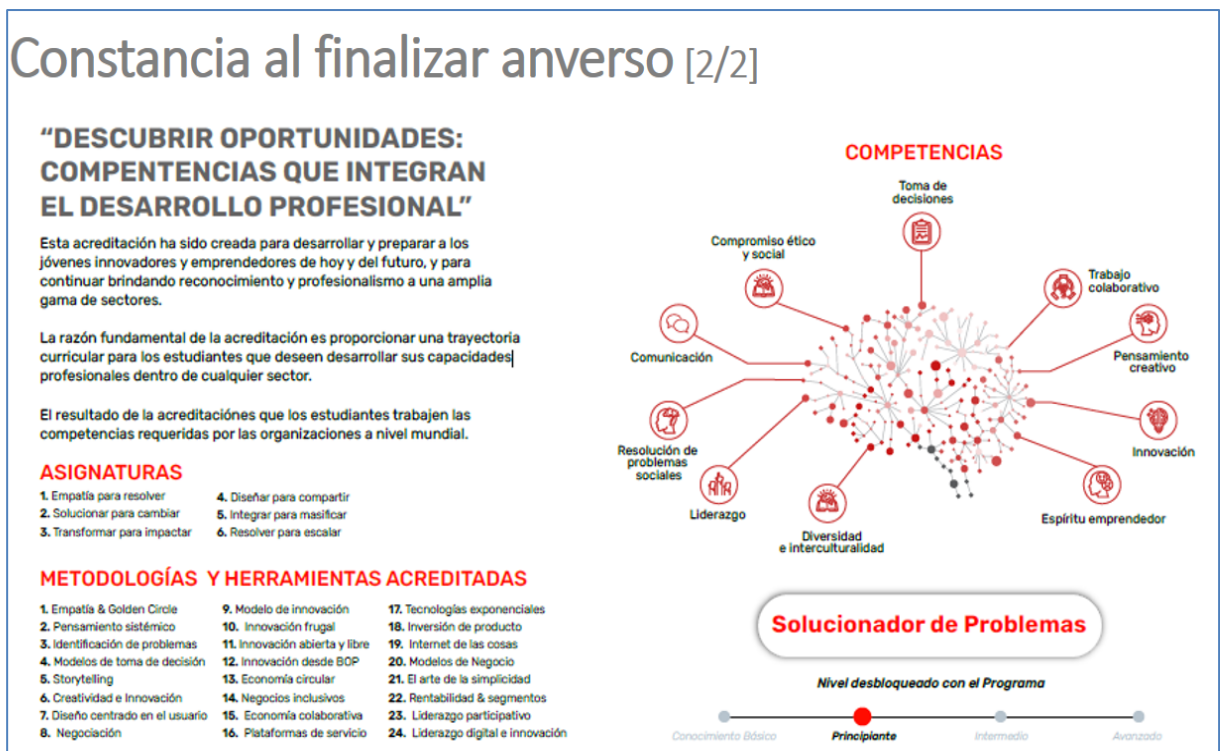 Constancia al finalizar anverso [2/2]
“DESCUBRIR OPORTUNIDADES:
COMPENTENCIAS QUE INTEGRAN
EL DESARROLLO PROFESIONAL”
Esta acreditación ha sido creada para desarrollar y preparar a los
jóvenes innovadores y emprendedores de hoy y del futuro, y para
continuar brindando reconocimiento y profesionalismo a una amplia
gama de sectores.
La razón fundamental de la acreditación es proporcionar una trayectoria
curricular para los estudiantes que deseen desarrollar sus capacidades
profesionales dentro de cualquier sector.
El resultado de la acreditaciónes que los estudiantes trabajen las
competencias requeridas por las organizaciones a nivel mundial.
ASIGNATURAS
1. Empatía para resolver
2. Solucionar para cambiar
3. Transformar para impactar
4. Diseñar para compartir
5. Integrar para masificar
6. Resolver para escalar
METODOLOGÍAS Y HERRAMIENTAS ACREDITADAS
1. Empatía & Golden Circle
2. Pensamiento sistémico
3. Identificación de problemas
4. Modelos de toma de decisión
5. Storytelling
6. Creatividad e Innovación
7. Diseño centrado en el usuario
8. Negociación
9. Modelo de innovación
10. Innovación frugal
11. Innovación abierta y libre
12. Innovación desde BOP
13. Economía circular
14. Negocios inclusivos
15. Economía colaborativa
16. Plataformas de servicio
17. Tecnologías exponenciales
18. Inversión de producto
19. Internet de las cosas
20. Modelos de Negocio
21. El arte de la simplicidad
22. Rentabilidad & segmentos
23. Liderazgo participativo
24. Liderazgo digital e innovación
COMPETENCIAS
Toma de
decisiones
Compromiso ético
y social
Trabajo
colaborativo
Comunicación
Pensamiento
creativo
Resolución de
problemas
sociales
Innovación
Liderazgo
Diversidad
e interculturalidad
Espíritu emprendedor
Solucionador de Problemas
Nivel desbloqueado con el Programa
Conocimiento Básico
Principiante
Intermedio
Avanzado